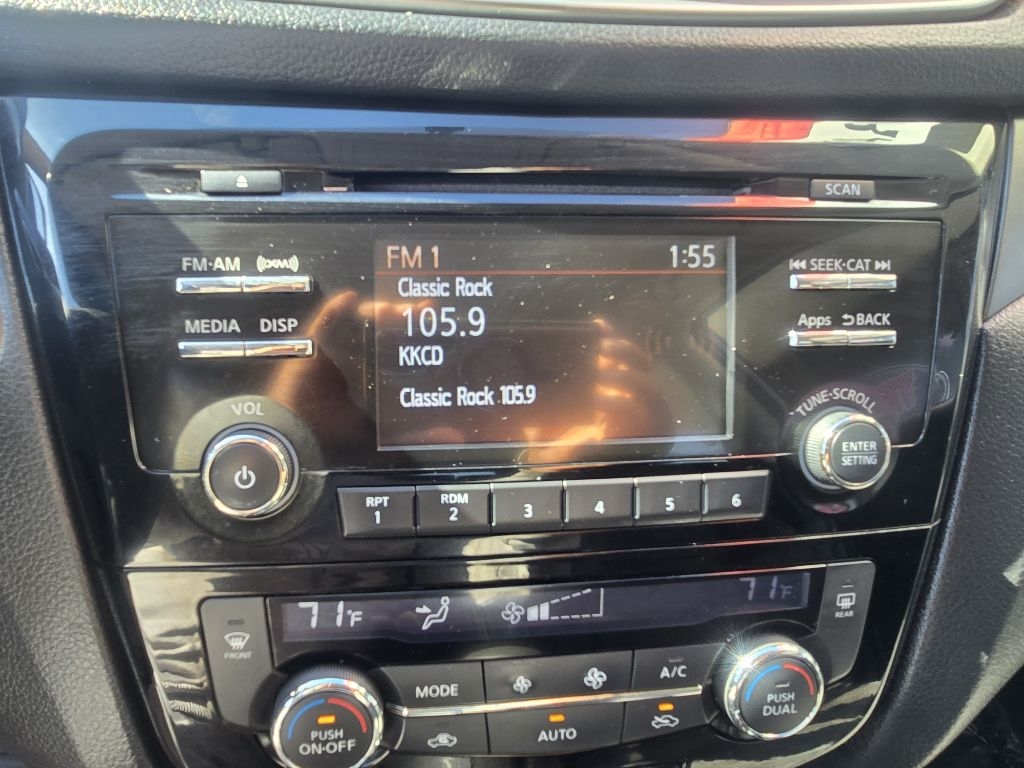 SCAN
FM·AM ((XM))
FM 1 1:55
SEEK·CAT
Classic Rock
105.9
Apps BACK
MEDIA DISP
KKCD
Classic Rock 105.9
VOL
TUNE·SCROLL
ENTER
SETTING
RPT
1
RDM
2
3
4
5
6
71°F
71°F
FRONT
REAR
MODE
A/C
PUSH
ON·OFF
AUTO
PUSH
DUAL